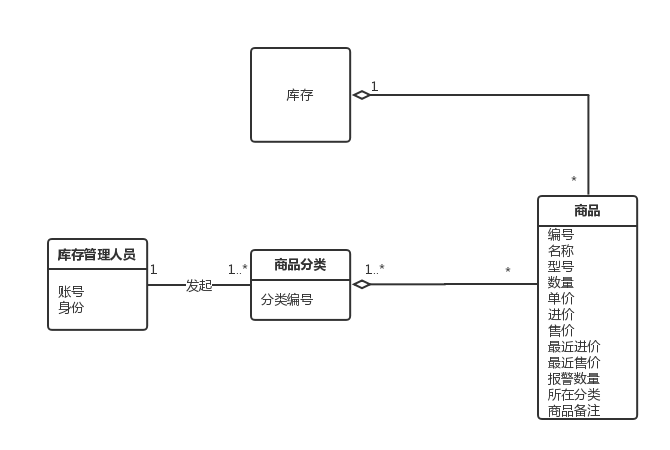 库存
1
*
商品
编号
名称
型号
数量
单价
进价
售价
最近进价
最近售价
报警数量
所在分类
商品备注
库存管理人员
账号
身份
1
发起
1..*
商品分类
分类编号
1..*
*